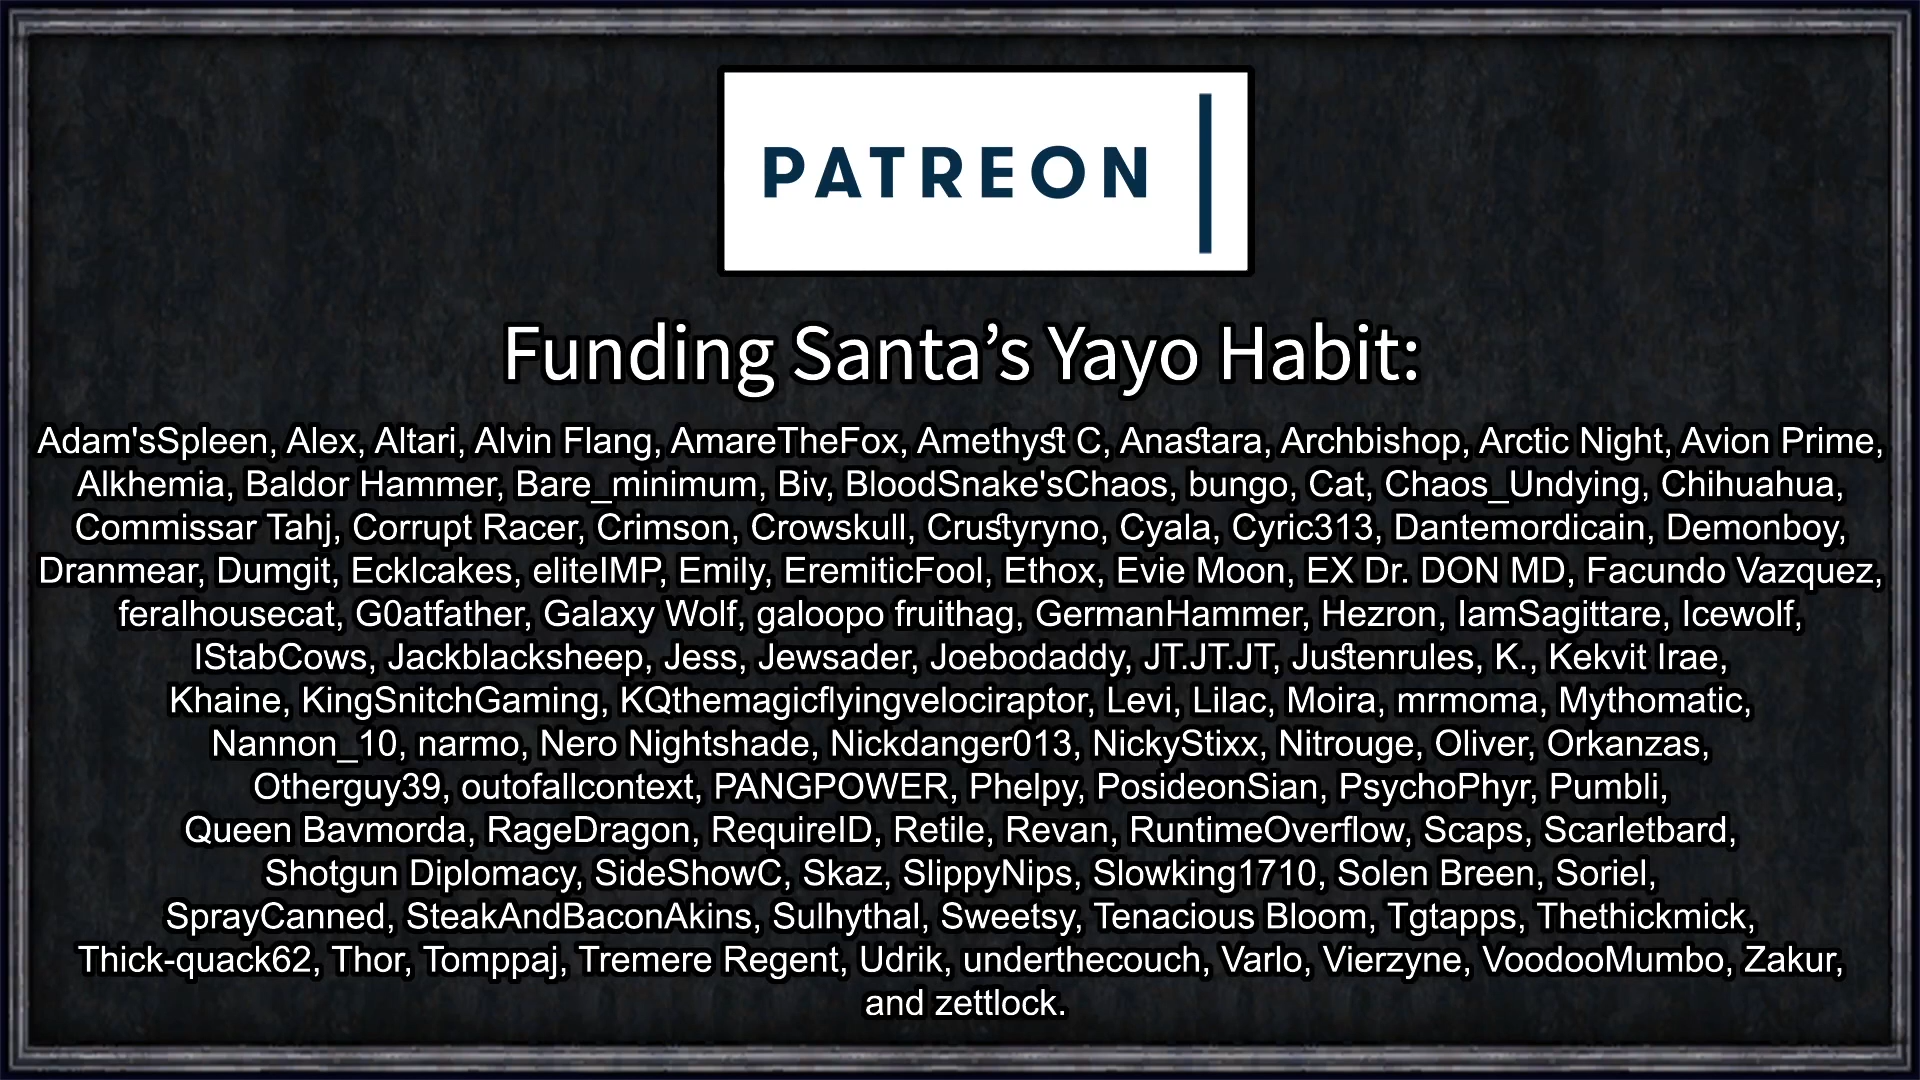 PATREON
Funding Santa’s Yayo Habit:
Adam'sSpleen, Alex, Altari, Alvin Flang, AmareTheFox, Amethyst C, Anastara, Archbishop, Arctic Night, Avion Prime,
Alkhemia, Baldor Hammer, Bare_minimum, Biv, BloodSnake'sChaos, bungo, Cat, Chaos_Undying, Chihuahua,
Commissar Tahj, Corrupt Racer, Crimson, Crowskull, Crustyryno, Cyala, Cyric313, Dantemordicain, Demonboy,
Dranmear, Dumgit, Ecklcakes, eliteIMP, Emily, EremiticFool, Ethox, Evie Moon, EX Dr. DON MD, Facundo Vazquez,
feralhousecat, G0atfather, Galaxy Wolf, galoopo fruithag, GermanHammer, Hezron, IamSagittare, Icewolf,
IStabCows, Jackblacksheep, Jess, Jewsader, Joebodaddy, JT.JT.JT, Justenrules, K., Kekvit Irae,
Khaine, KingSnitchGaming, KQthemagicflyingvelociraptor, Levi, Lilac, Moira, mrmoma, Mythomatic,
Nannon_10, narmo, Nero Nightshade, Nickdanger013, NickyStixx, Nitrouge, Oliver, Orkanzas,
Otherguy39, outofallcontext, PANGPOWER, Phelpy, PosideonSian, PsychoPhyr, Pumbli,
Queen Bavmorda, RageDragon, RequireID, Retile, Revan, RuntimeOverflow, Scaps, Scarletbard,
Shotgun Diplomacy, SideShowC, Skaz, SlippyNips, Slowking1710, Solen Breen, Soriel,
SprayCanned, SteakAndBaconAkins, Sulhythal, Sweetsy, Tenacious Bloom, Tgtapps, Thethickmick,
Thick-quack62, Thor, Tomppaj, Tremere Regent, Udrik, underthecouch, Varlo, Vierzyne, VoodooMumbo, Zakur,
and zettlock.